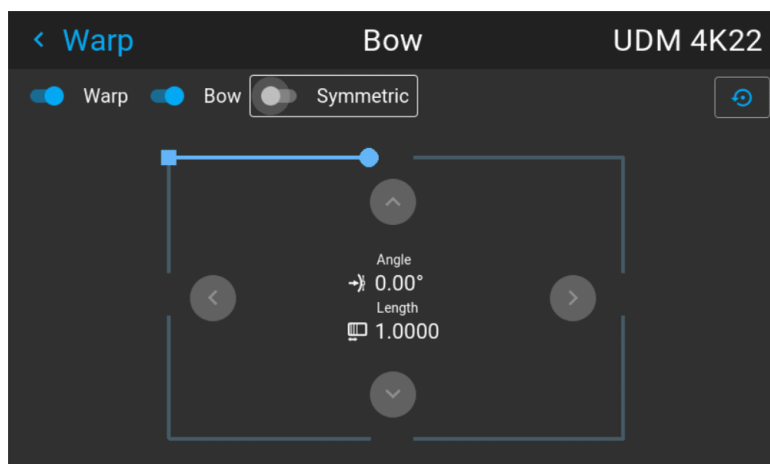 Warp Bow UDM 4K22
Warp Bow Symmetric
Angle
0.00°
Length
1.0000